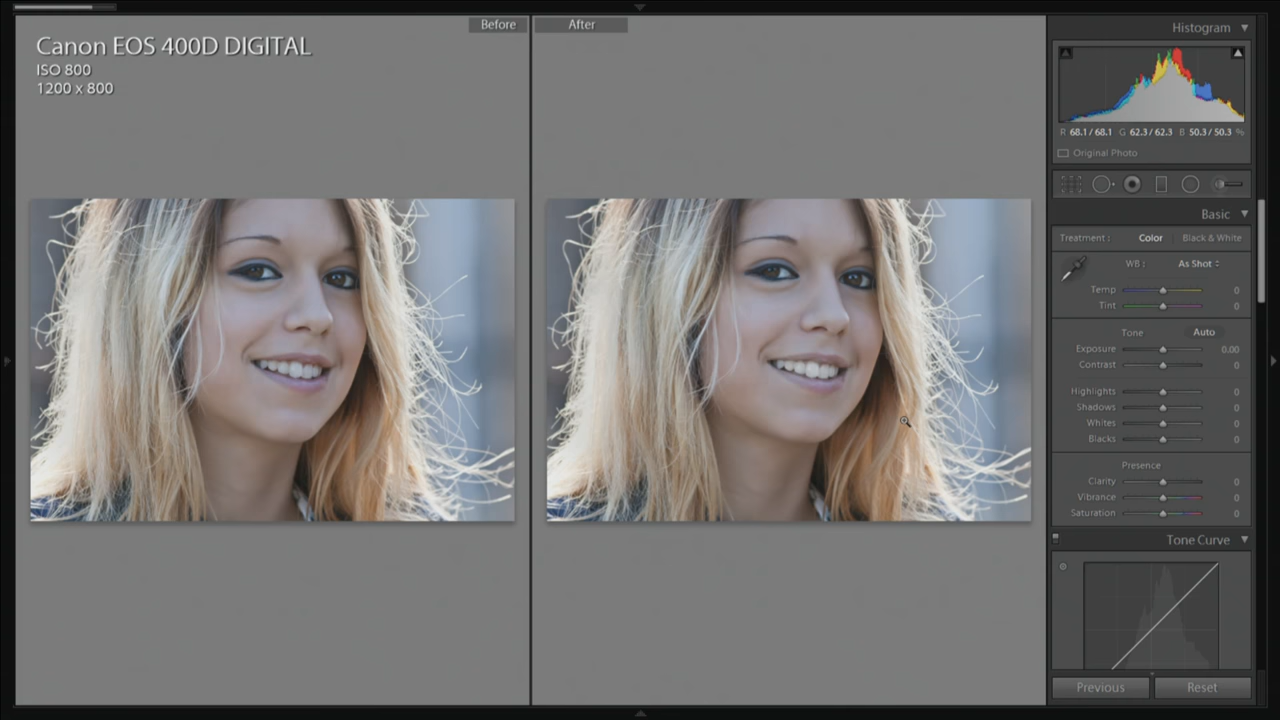 Before
After
Canon EOS 400D DIGITAL
ISO 800
1200 x 800
Histogram
R 68.1 / 68.1 G 62.3 / 62.3 B 50.3 / 50.3 %
Original Photo
Basic
Treatment : Color Black & White
WB : As Shot
Temp 0
Tint 0
Tone Auto
Exposure 0.00
Contrast 0
Highlights 0
Shadows 0
Whites 0
Blacks 0
Presence
Clarity 0
Vibrance 0
Saturation 0
Tone Curve
Previous Reset